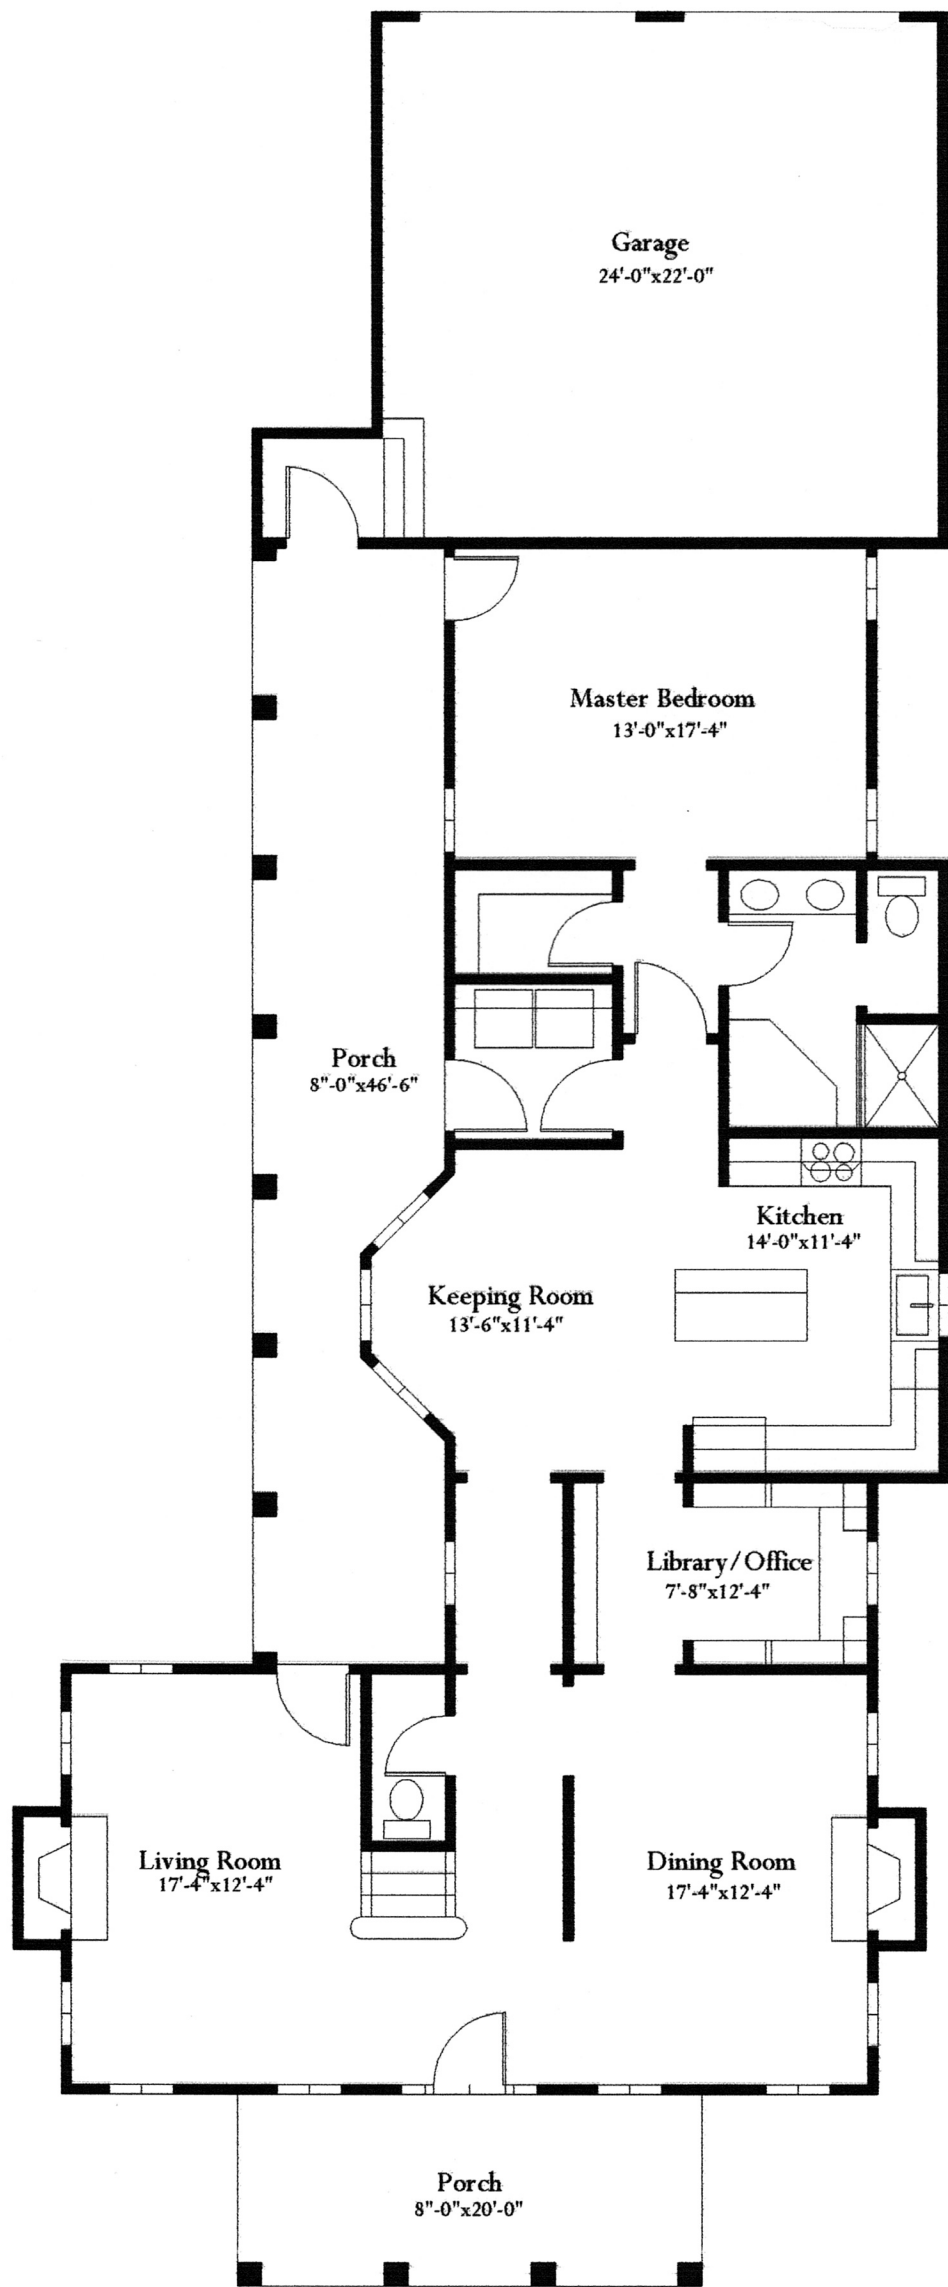 Garage
24'-0"x22'-0"
Master Bedroom
13'-0"x17'-4"
Porch
8"-0"x46'-6"
Kitchen
14'-0"x11'-4"
Keeping Room
13'-6"x11'-4"
Library/Office
7'-8"x12'-4"
Living Room
17'-4"x12'-4"
Dining Room
17'-4"x12'-4"
Porch
8"-0"x20'-0"